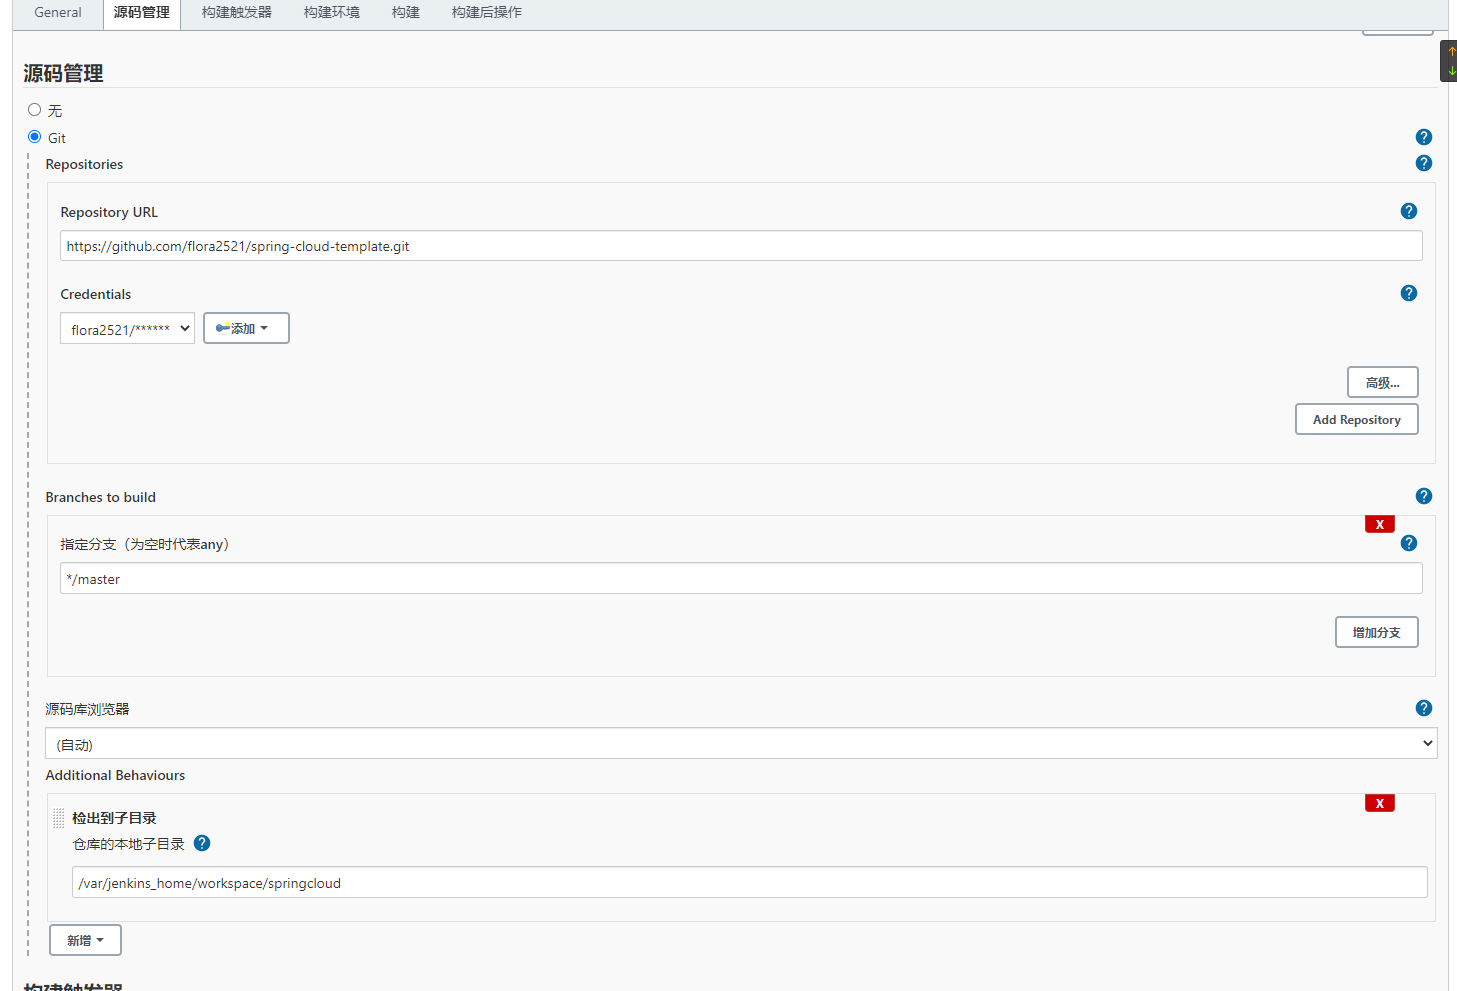 General 源码管理 构建触发器 构建环境 构建 构建后操作
源码管理
无
Git
Repositories
Repository URL
https://github.com/flora2521/spring-cloud-template.git
Credentials
flora2521/******
添加
高级...
Add Repository
Branches to build
X
指定分支（为空时代表any）
*/master
增加分支
源码库浏览器
(自动)
Additional Behaviours
X
检出到子目录
仓库的本地子目录
/var/jenkins_home/workspace/springcloud
新增
构建触发器